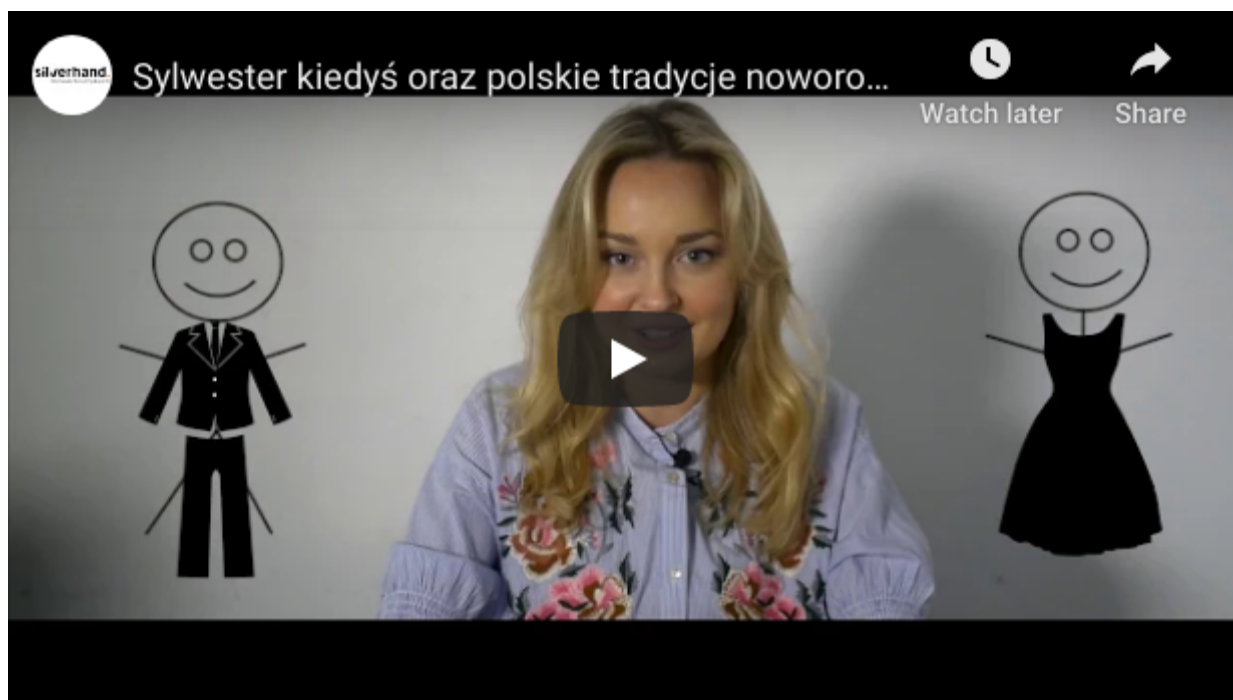 silverhand.
Sylwester kiedyś oraz polskie tradycje noworo...
Watch later
Share